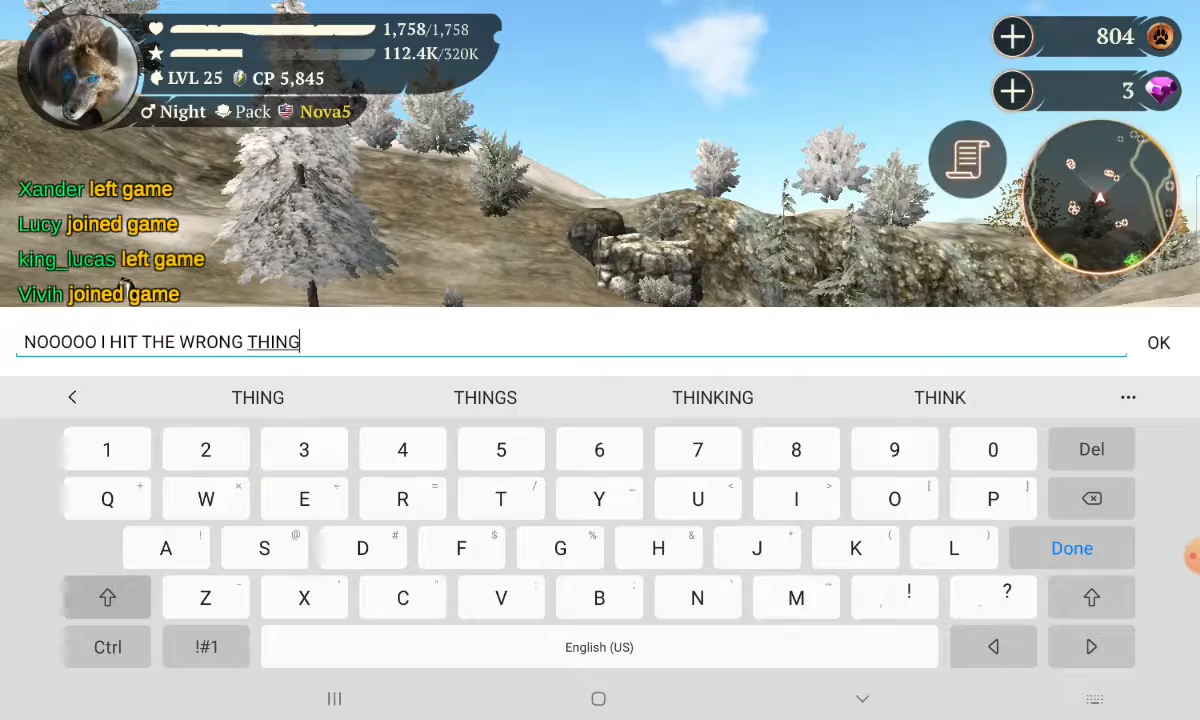 1,758/1,758
112.4K/320K
LVL 25 CP 5,845
Night Pack Nova5
804
3
Xander left game
Lucy joined game
king_lucas left game
Vivih joined game
NOOOOO I HIT THE WRONG THING
OK
THING THINGS THINKING THINK ...
1 2 3 4 5 6 7 8 9 0 Del
Q + W × E ÷ R = T / Y _ U < I > O [ P ]
A ! S @ D # F $ G % H & J * K ( L ) Done
Z - X ' C " V : B ; N ` M ~ , ! . ?
Ctrl !#1 English (US)